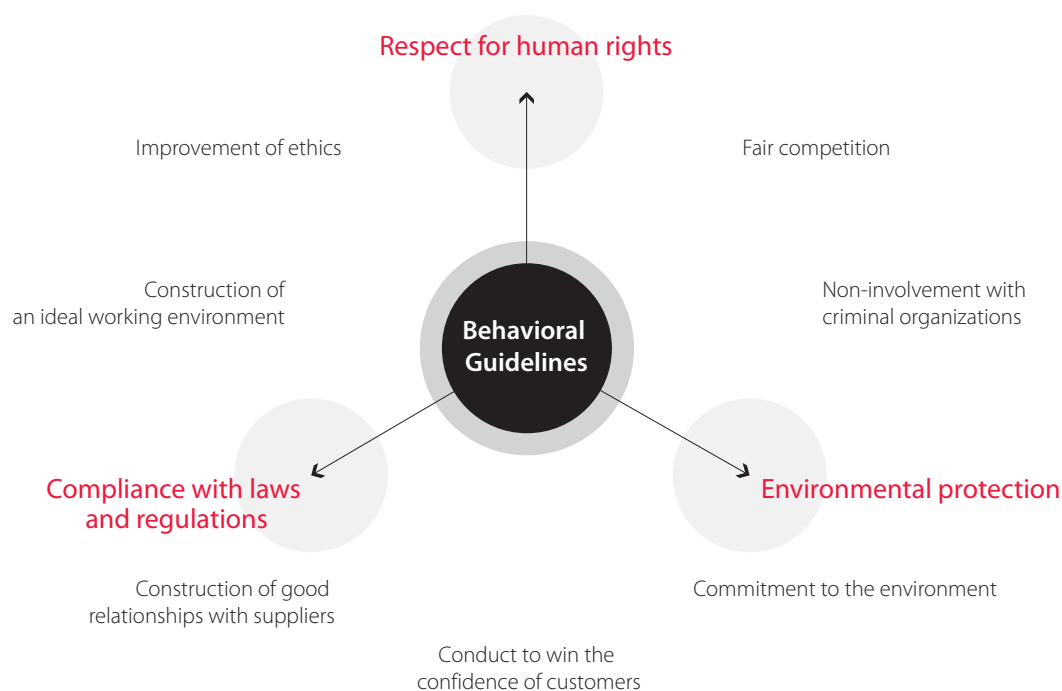 Respect for human rights
Improvement of ethics
Fair competition
Construction of
an ideal working environment
Non-involvement with
criminal organizations
Behavioral
Guidelines
Compliance with laws
and regulations
Environmental protection
Construction of good
relationships with suppliers
Commitment to the environment
Conduct to win the
confidence of customers